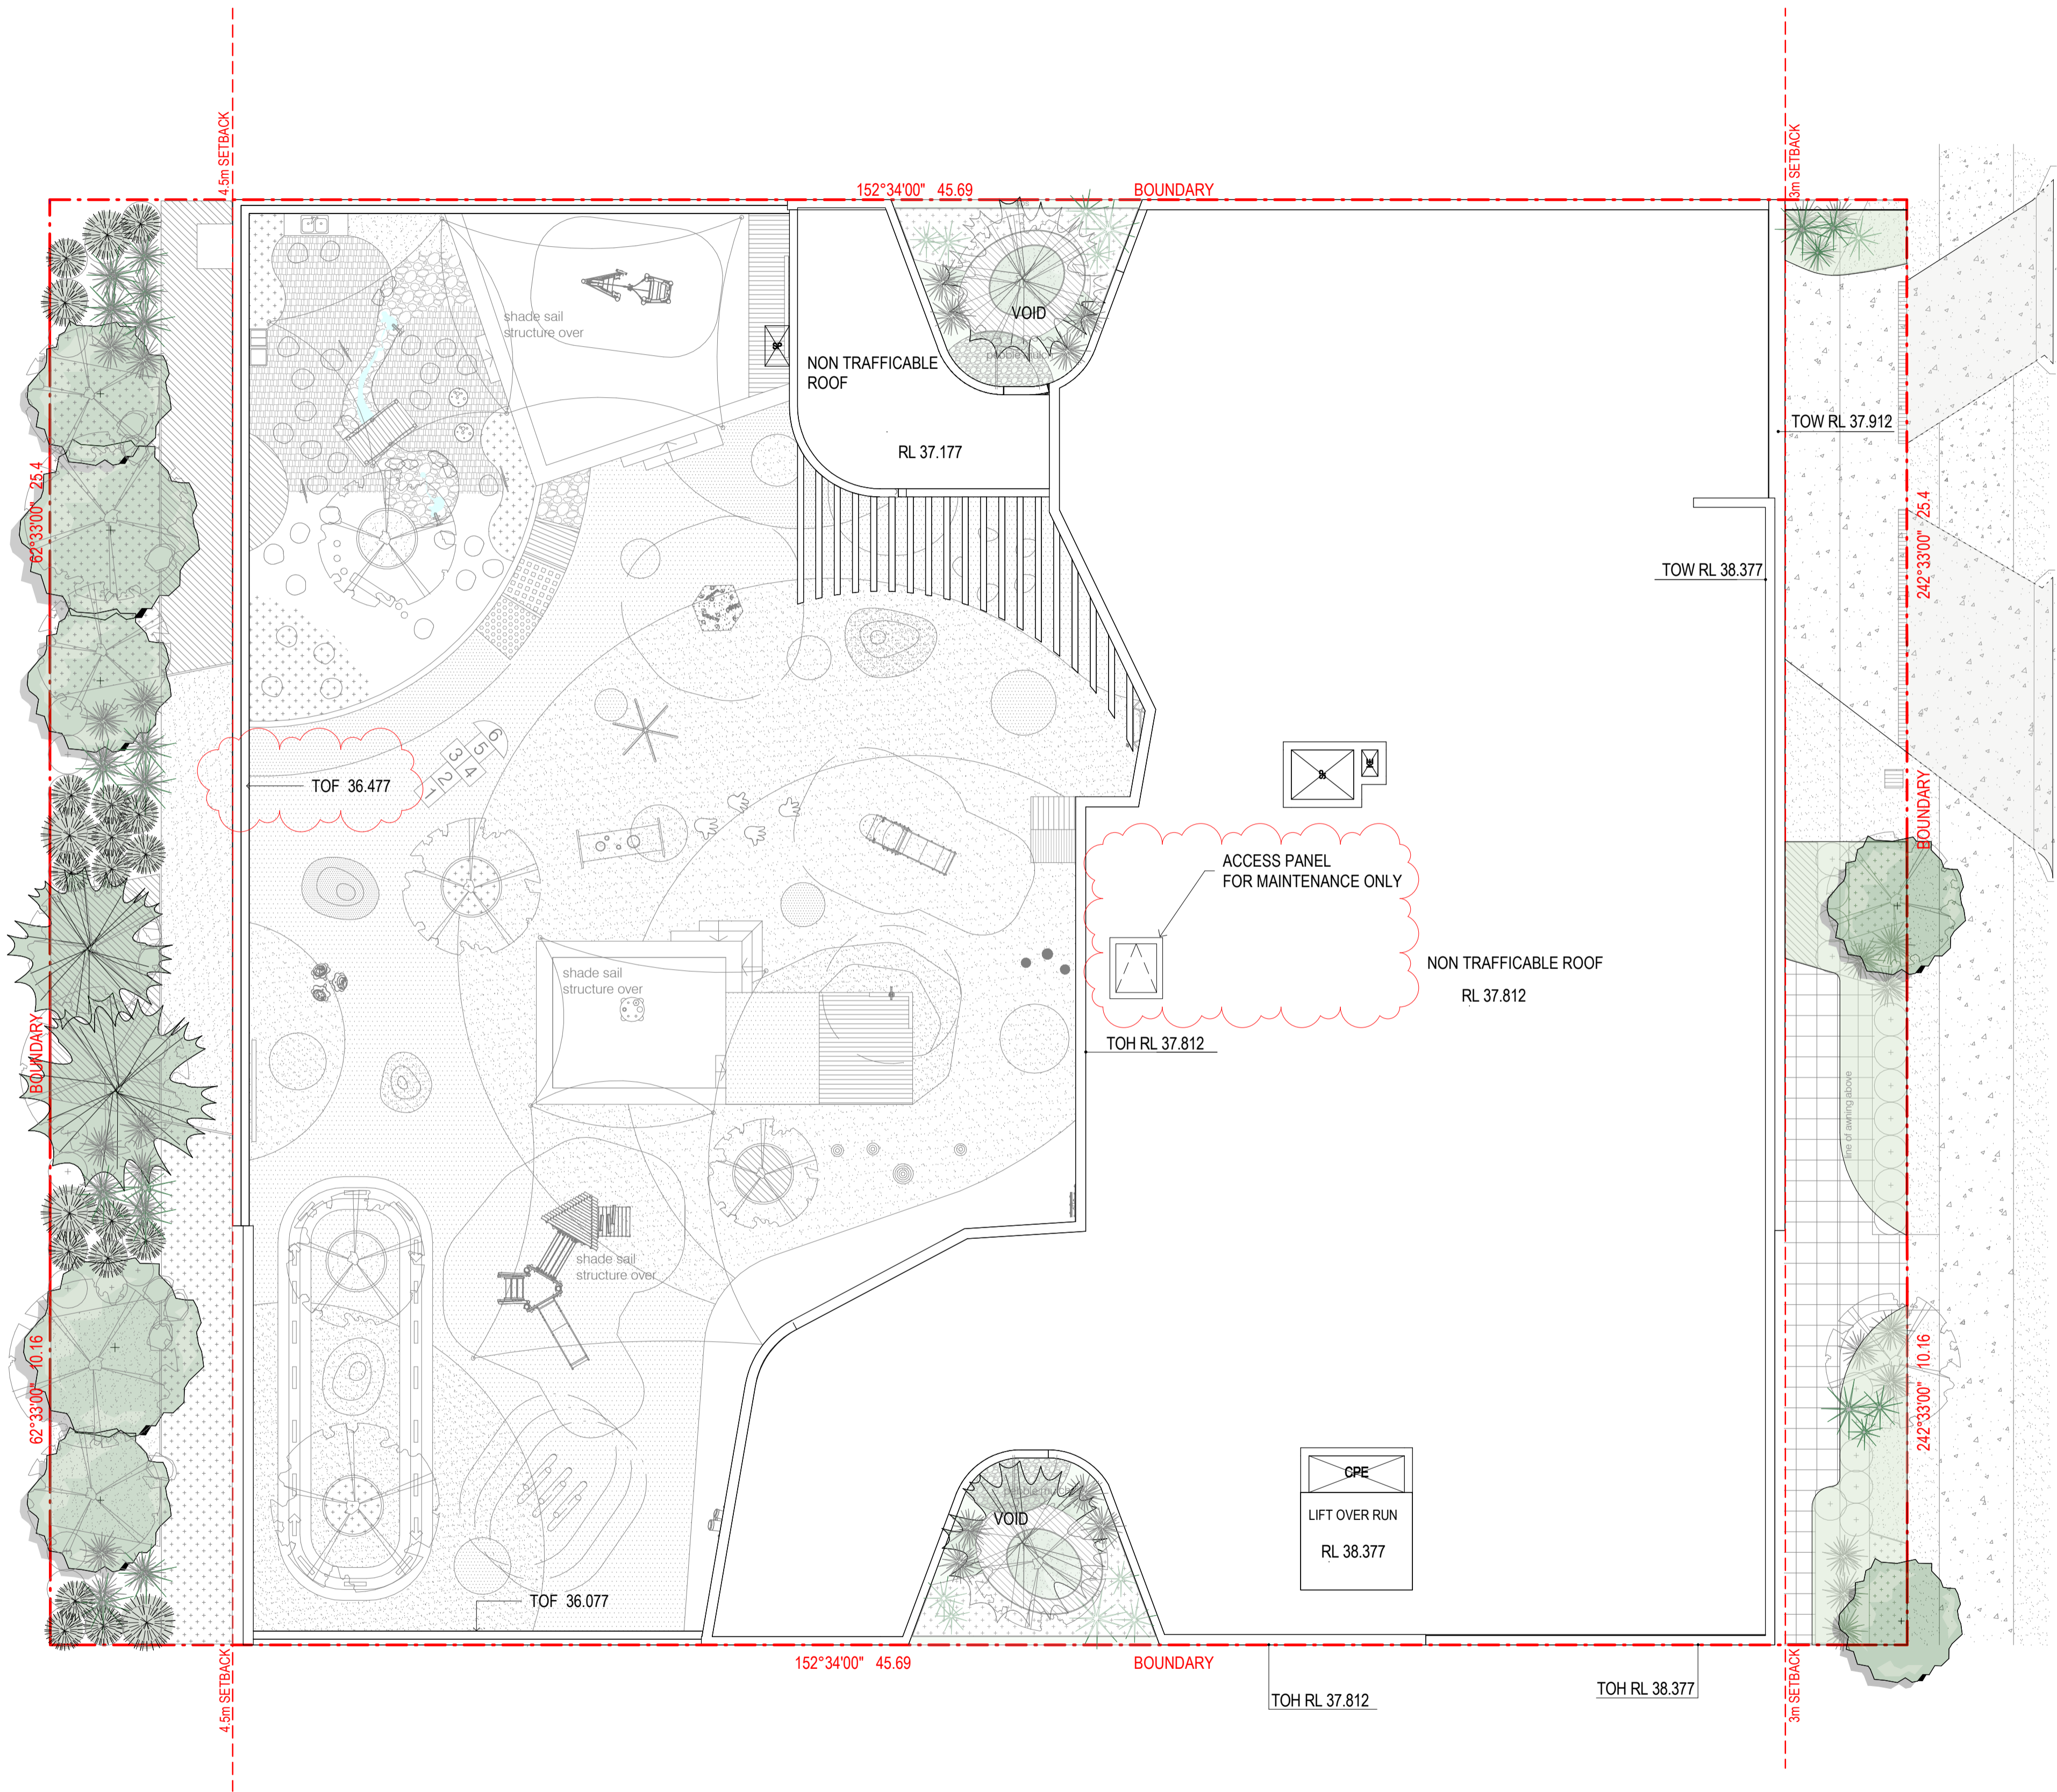 4.5m SETBACK
3m SETBACK
152°34'00" 45.69
BOUNDARY
shade sail
structure over
SP
VOID
NON TRAFFICABLE
ROOF
RL 37.177
TOW RL 37.912
62°33'00" 25.4
242°33'00" 25.4
TOW RL 38.377
TOF 36.477
1
2
3
4
5
6
BOUNDARY
ACCESS PANEL
FOR MAINTENANCE ONLY
NON TRAFFICABLE ROOF
RL 37.812
shade sail
structure over
TOH RL 37.812
BOUNDARY
line of awning above
shade sail
structure over
62°33'00" 10.16
242°33'00" 10.16
CPE
VOID
LIFT OVER RUN
RL 38.377
TOF 36.077
4.5m SETBACK
152°34'00" 45.69
BOUNDARY
TOH RL 37.812
TOH RL 38.377
3m SETBACK